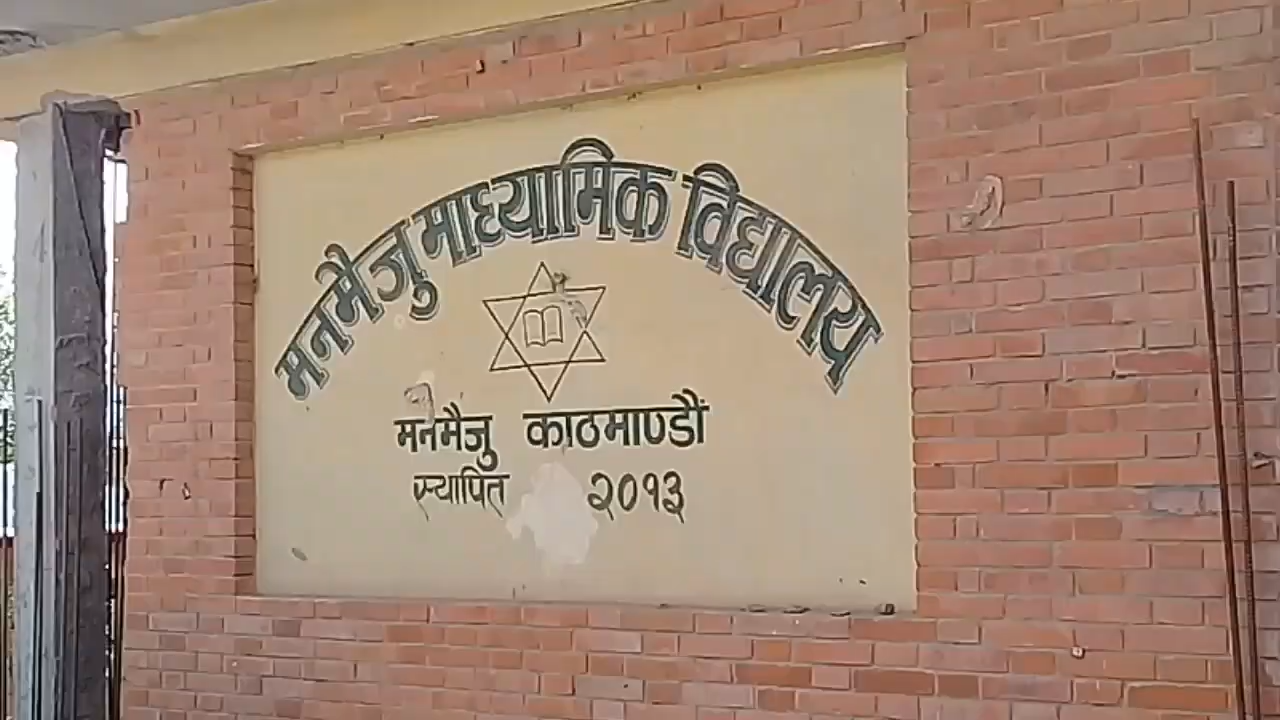 मनमैजु माध्यामिक विद्यालय
मनमैजु काठमाण्डौं
स्थापित २०१३